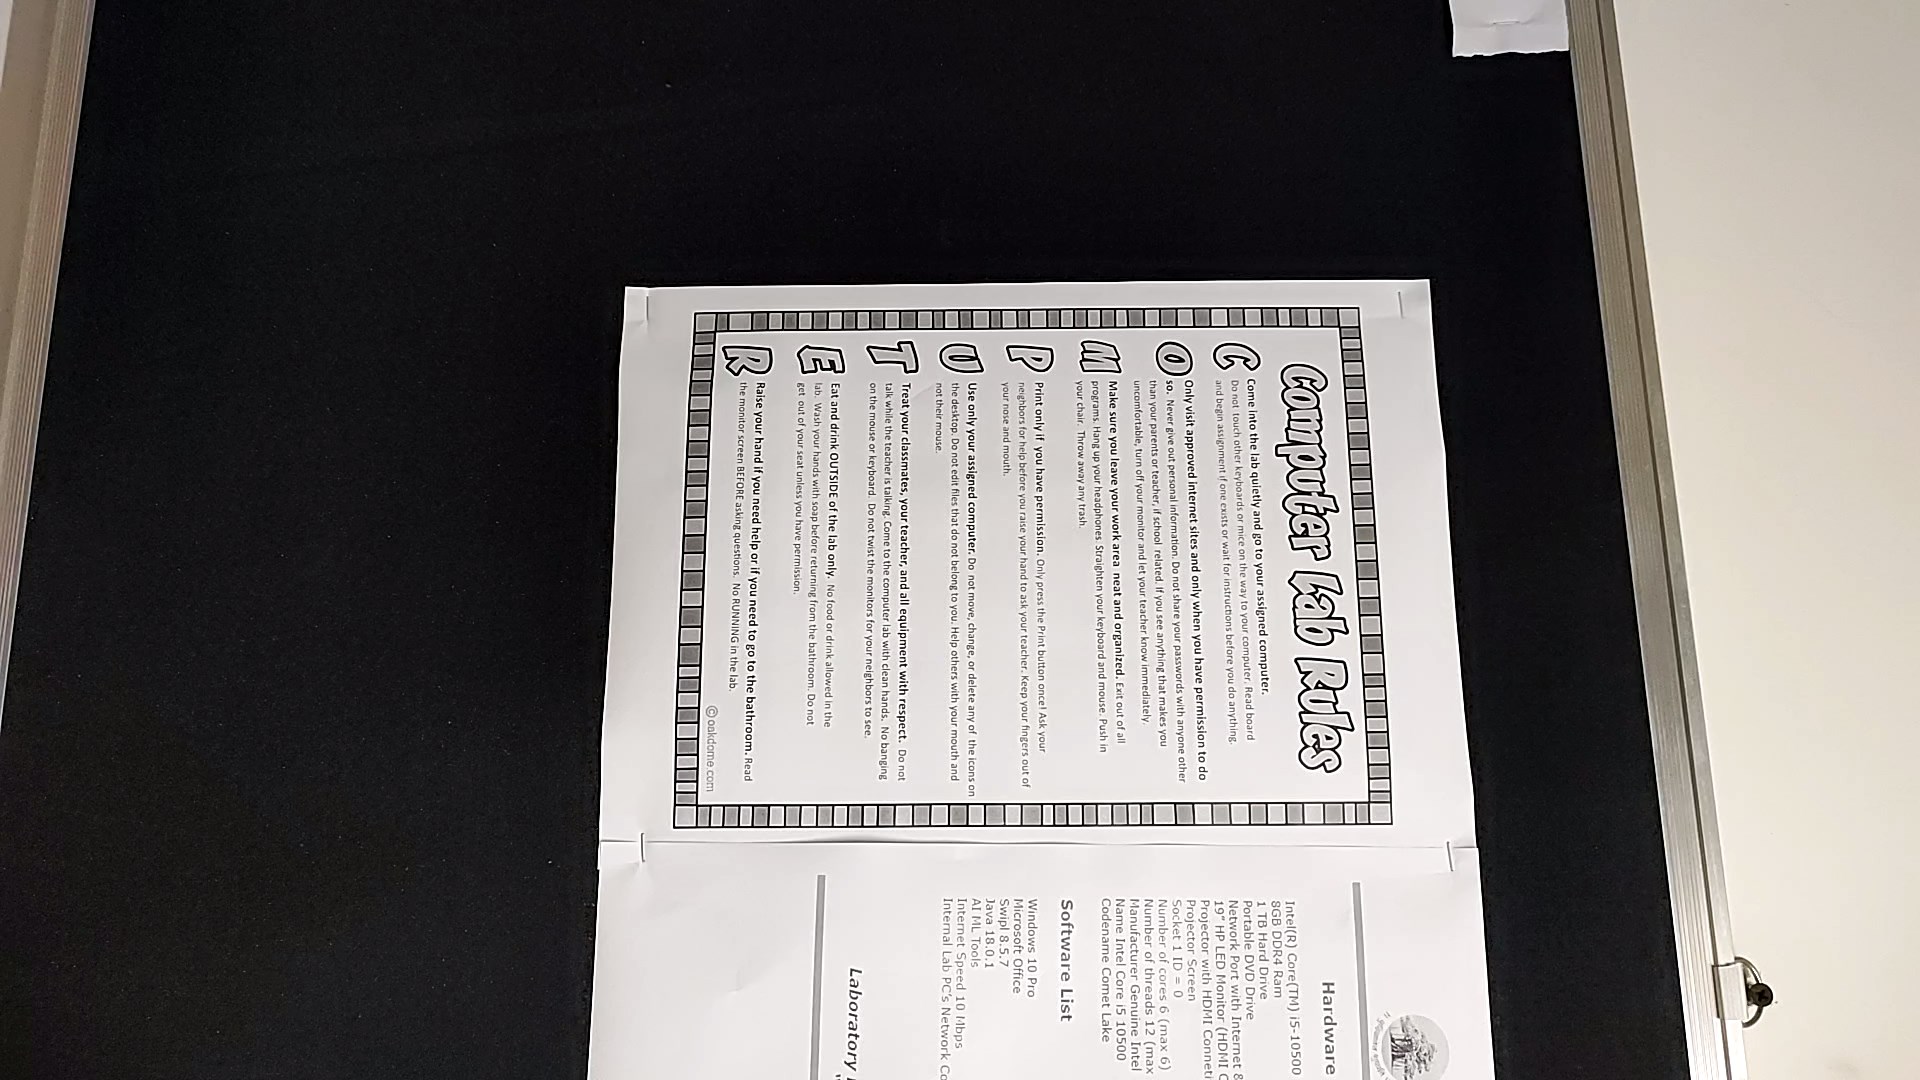 Computer Lab Rules
C
Come into the lab quietly and go to your assigned computer.
Do not touch other keyboards or mice on the way to your computer. Read board
and begin assignment if one exists or wait for instructions before you do anything.
O
Only visit approved internet sites and only when you have permission to do
so. Never give out personal information. Do not share your passwords with anyone other
than your parents or teacher, if school related. If you see anything that makes you
uncomfortable, turn off your monitor and let your teacher know immediately.
M
Make sure you leave your work area neat and organized. Exit out of all
programs. Hang up your headphones. Straighten your keyboard and mouse. Push in
your chair. Throw away any trash.
P
Print only if you have permission. Only press the Print button once! Ask your
neighbors for help before you raise your hand to ask your teacher. Keep your fingers out of
your nose and mouth.
U
Use only your assigned computer. Do not move, change, or delete any of the icons on
the desktop. Do not edit files that do not belong to you. Help others with your mouth and
not their mouse.
T
Treat your classmates, your teacher, and all equipment with respect. Do not
talk while the teacher is talking. Come to the computer lab with clean hands. No banging
on the mouse or keyboard. Do not twist the monitors for your neighbors to see.
E
Eat and drink OUTSIDE of the lab only. No food or drink allowed in the
lab. Wash your hands with soap before returning from the bathroom. Do not
get out of your seat unless you have permission.
R
Raise your hand if you need help or if you need to go to the bathroom. Read
the monitor screen BEFORE asking questions. No RUNNING in the lab.
© oakdome.com
Hardware
Intel(R) Core(TM) i5-10500
8GB DDR4 Ram
1 TB Hard Drive
Portable DVD Drive
Network Port with Internet &
19" HP LED Monitor (HDMI
Projector with HDMI
Projector Screen
Socket 1 ID = 0
Number of cores 6 (max 6)
Number of threads 12 (max
Manufacturer Genuine Intel
Name Intel Core i5 10500
Codename Comet Lake
Software List
Windows 10 Pro
Microsoft Office
Swipl 8.5.7
Java 18.0.1
AI ML Tools
Internet Speed 10 Mbps
Internal Lab PC's Network
Laboratory